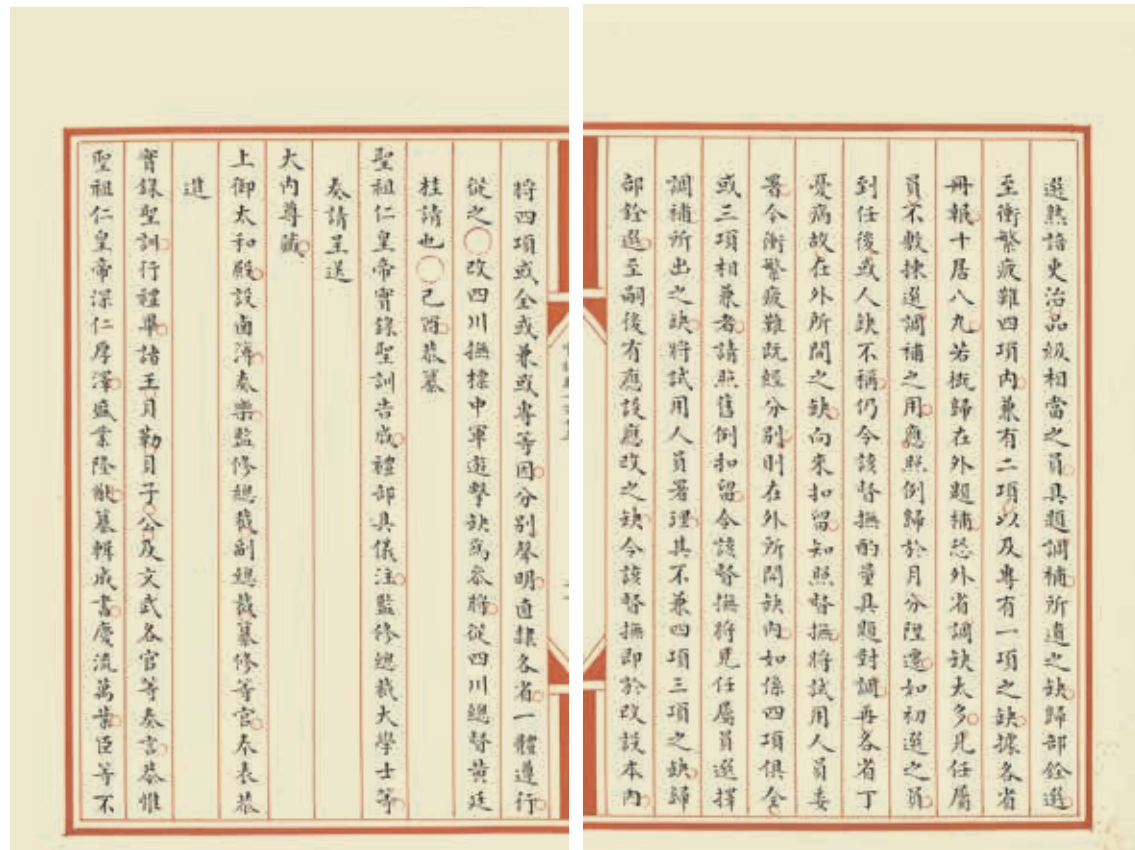 選熟諳吏治品級相當之員具題調補所遺之缺歸部銓選
至衝繁疲難四項內兼有二項以及專有一項之缺據各省
冊報十居八九若概歸在外題補恐外省調缺太多見任屬
員不敷揀選調補之用應照例歸於月分陞遷如初選之員
到任後或人缺不稱仍令該督撫酌量具題對調再各省丁
憂病故在外所開之缺向來扣留知照督撫將試用人員委
署今衝繁疲難既經分別則在外所開缺內如係四項俱全
或三項相兼者請照舊例扣留令該督撫將見任屬員選擇
調補所出之缺將試用人員署理其不兼四項三項之缺歸
部銓選至嗣後有應設應改之缺令該督撫即於改設本內
將四項或全或兼或專等因分別聲明直隸各省一體遵行
從之○改四川撫標中軍遊擊缺為參將從四川總督黃廷
桂請也○己酉恭纂
聖祖仁皇帝實錄聖訓告成禮部具儀注監修總裁大學士等
奏請呈送
大內尊藏
上御太和殿設鹵簿奏樂監修總裁副總裁纂修等官奉表恭
進
實錄聖訓行禮畢諸王貝勒貝子公及文武各官等奏言恭惟
聖祖仁皇帝深仁厚澤盛業隆猷纂輯成書慶流萬葉臣等不